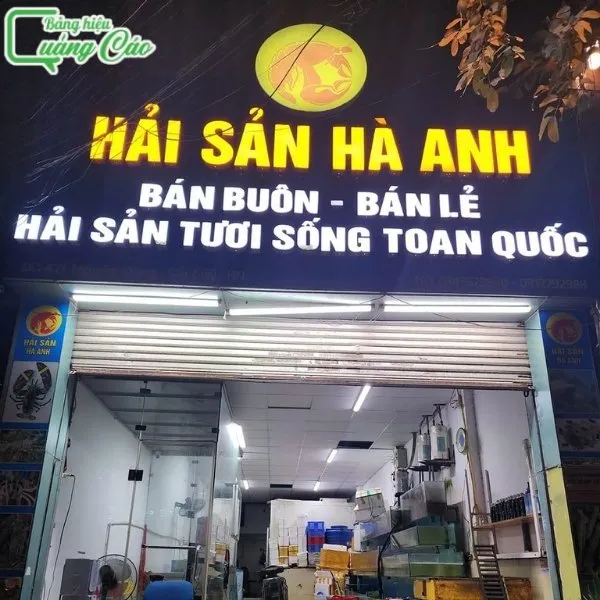 Bảng hiệu
Quảng Cáo
HẢI SẢN HÀ ANH
BÁN BUÔN - BÁN LẺ
HẢI SẢN TƯƠI SỐNG TOAN QUỐC
HẢI SẢN
HÀ ANH
HẢI SẢN
HÀ ANH